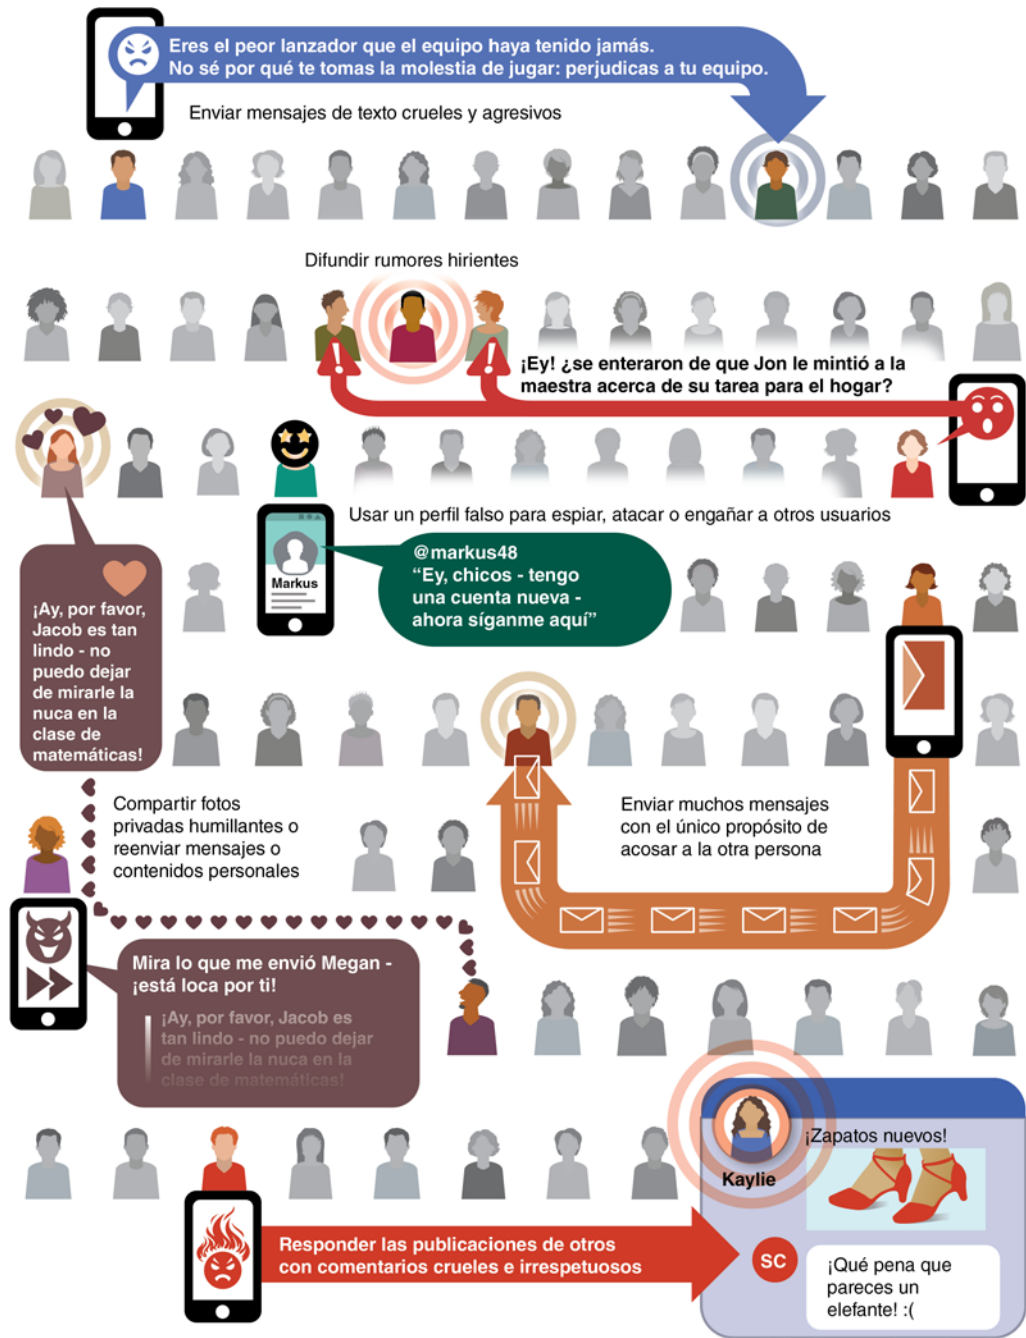 Eres el peor lanzador que el equipo haya tenido jamás.
No sé por qué te tomas la molestia de jugar: perjudicas a tu equipo.
Enviar mensajes de texto crueles y agresivos
Difundir rumores hirientes
¡Ey! ¿se enteraron de que Jon le mintió a la
maestra acerca de su tarea para el hogar?
Usar un perfil falso para espiar, atacar o engañar a otros usuarios
Markus
@markus48
“Ey, chicos - tengo
una cuenta nueva -
ahora síganme aquí”
¡Ay, por favor,
Jacob es tan
lindo - no
puedo dejar
de mirarle la
nuca en la
clase de
matemáticas!
Compartir fotos
privadas humillantes o
reenviar mensajes o
contenidos personales
Enviar muchos mensajes
con el único propósito de
acosar a la otra persona
Mira lo que me envió Megan -
¡está loca por ti!
¡Ay, por favor, Jacob es
tan lindo - no puedo dejar
de mirarle la nuca en la
clase de matemáticas!
Kaylie
¡Zapatos nuevos!
Responder las publicaciones de otros
con comentarios crueles e irrespetuosos
SC
¡Qué pena que
pareces un
elefante! :(